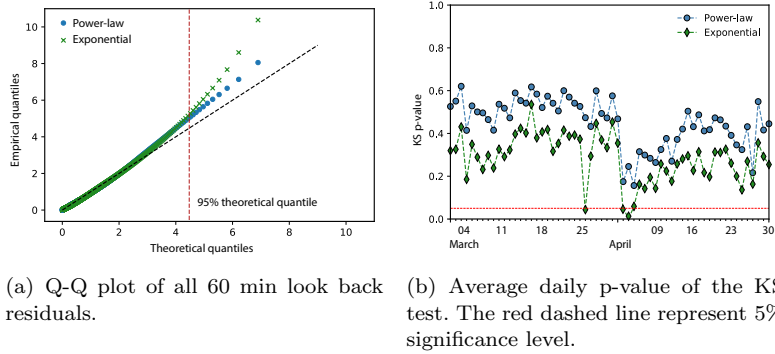 Power-law
Exponential
10
8
6
4
2
0
Empirical quantiles
95% theoretical quantile
0 2 4 6 8 10
Theoretical quantiles
(a) Q-Q plot of all 60 min look back
residuals.
Power-law
Exponential
1.0
0.8
0.6
0.4
0.2
0.0
KS p-value
04 11 18 25 02 09 16 23 30
March April
(b) Average daily p-value of the KS
test. The red dashed line represent 5%
significance level.